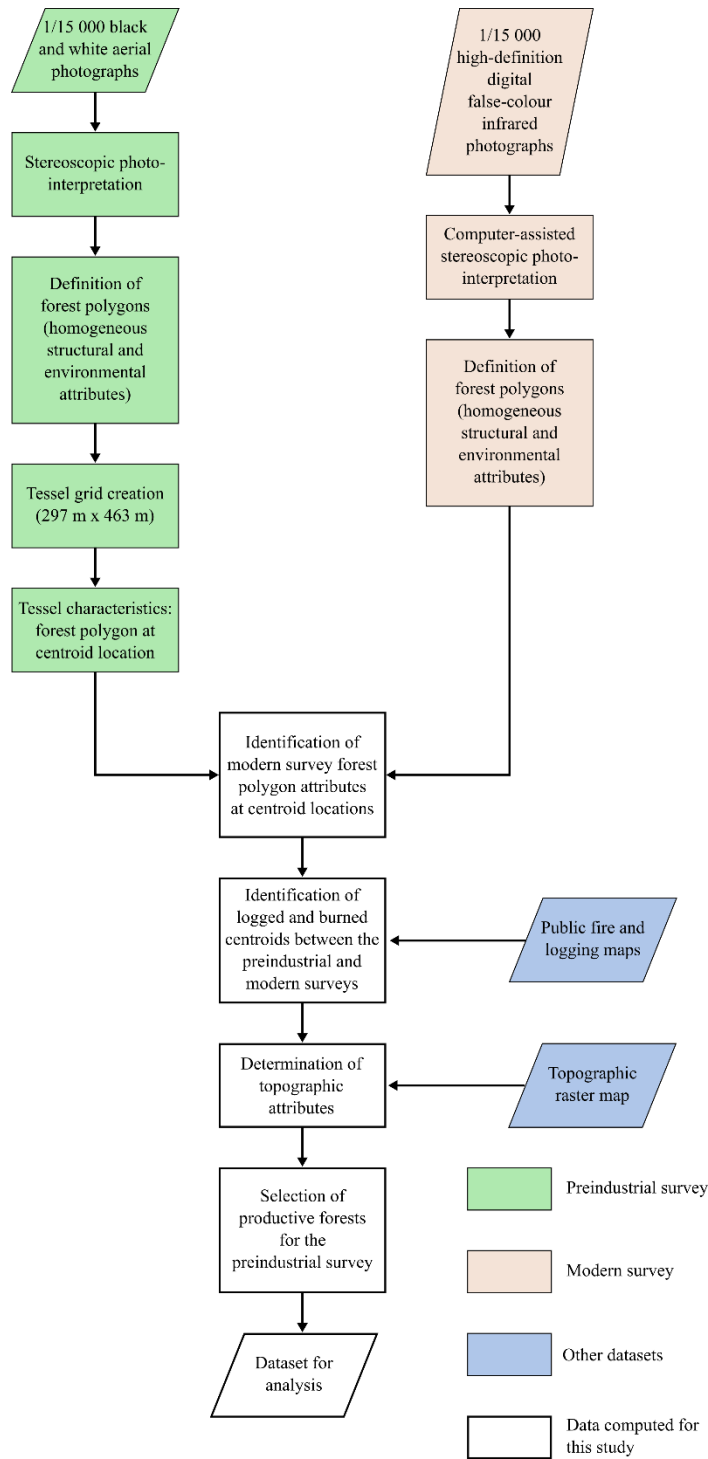 1/15 000 black
and white aerial
photographs
Stereoscopic photo-
interpretation
Definition of
forest polygons
(homogeneous
structural and
environmental
attributes)
Tessel grid creation
(297 m x 463 m)
Tessel characteristics:
forest polygon at
centroid location
1/15 000
high-definition
digital
false-colour
infrared
photographs
Computer-assisted
stereoscopic photo-
interpretation
Definition of
forest polygons
(homogeneous
structural and
environmental
attributes)
Identification of
modern survey forest
polygon attributes
at centroid locations
Identification of
logged and burned
centroids between the
preindustrial and
modern surveys
Public fire and
logging maps
Determination of
topographic
attributes
Topographic
raster map
Selection of
productive forests
for the
preindustrial survey
Dataset for
analysis
Preindustrial survey
Modern survey
Other datasets
Data computed for
this study